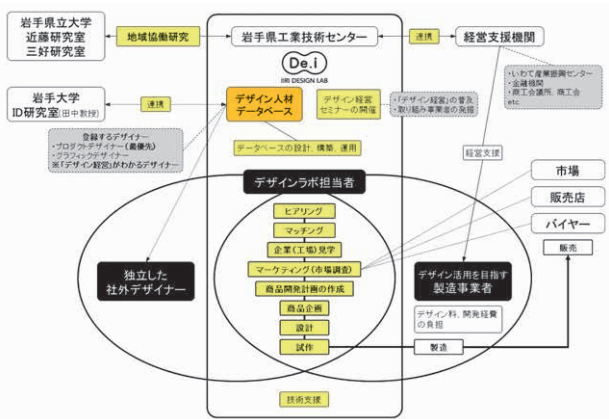 岩手県立大学
近藤研究室
三好研究室
地域協働研究
岩手県工業技術センター
連携
経営支援機関
De.i
IIRI DESIGN LAB
・いわて産業振興センター
・金融機関
・商工会議所、商工会
etc
岩手大学
ID研究室(田中教授)
連携
デザイン人材
データベース
デザイン経営
セミナーの開催
・「デザイン経営」の普及
・取り組み事業者の発掘
登録するデザイナー
・プロダクトデザイナー(最優先)
・グラフィックデザイナー
※「デザイン経営」がわかるデザイナー
データベースの設計、構築、運用
経営支援
市場
販売店
バイヤー
販売
デザインラボ担当者
ヒアリング
マッチング
企業(工場)見学
マーケティング(市場調査)
商品開発計画の作成
商品企画
設計
試作
独立した
社外デザイナー
デザイン活用を目指す
製造事業者
デザイン料、開発経費
の負担
製造
技術支援